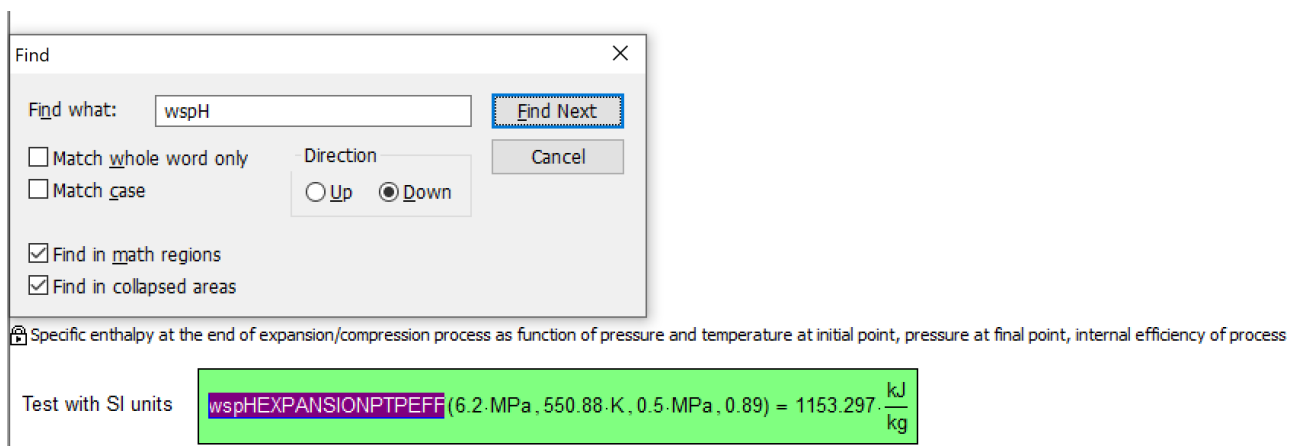 Find
Find what: wspH Find Next
Match whole word only Direction Cancel
Match case Up Down
Find in math regions
Find in collapsed areas
Specific enthalpy at the end of expansion/compression process as function of pressure and temperature at initial point, pressure at final point, internal efficiency of process
Test with SI units wspHEXPANSIONPTPEFF(6.2·MPa,550.88·K,0.5·MPa,0.89) = 1153.297·kJ/kg